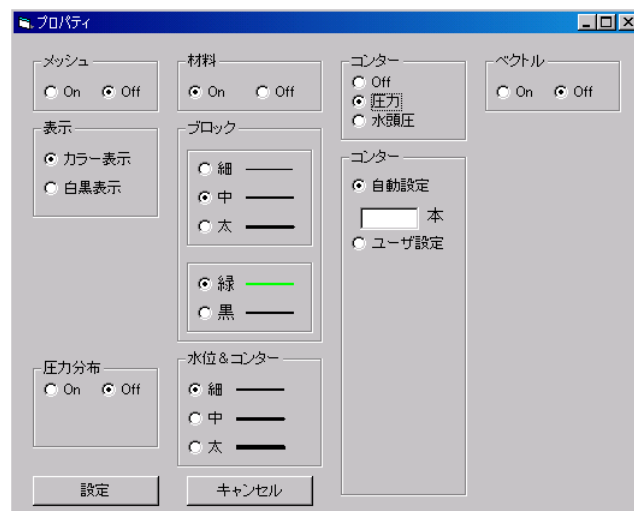 プロパティ
メッシュ
On Off
材料
On Off
コンター
Off
圧力
水頭圧
ベクトル
On Off
表示
カラー表示
白黒表示
ブロック
細
中
太
緑
黒
コンター
自動設定
本
ユーザ設定
圧力分布
On Off
水位&コンター
細
中
太
設定
キャンセル